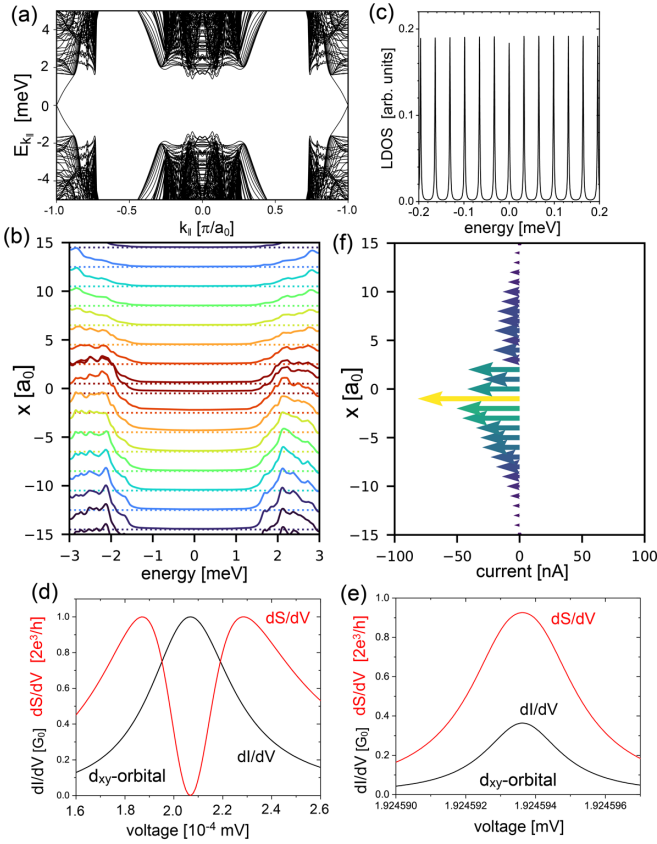 (a)
4
2
0
-2
-4
E_k∥ [meV]
-1.0 -0.5 0.0 0.5 1.0
k∥ [π/a₀]
(c)
0.2
0.1
0.0
LDOS [arb. units]
-0.2 -0.1 0.0 0.1 0.2
energy [meV]
(b)
15
10
5
0
−5
−10
−15
x [a₀]
−3 −2 −1 0 1 2 3
energy [meV]
(f)
15
10
5
0
−5
−10
−15
x [a₀]
−100 −50 0 50 100
current [nA]
(d)
1.0
0.8
0.6
0.4
0.2
0.0
dS/dV [2e³/h]
dI/dV [G₀]
dS/dV
dI/dV
dxy-orbital
1.6 1.8 2.0 2.2 2.4 2.6
voltage [10⁻⁴ mV]
(e)
1.0
0.8
0.6
0.4
0.2
0.0
dS/dV [2e³/h]
dI/dV [G₀]
dS/dV
dI/dV
dxy-orbital
1.924590 1.924592 1.924594 1.924596
voltage [mV]